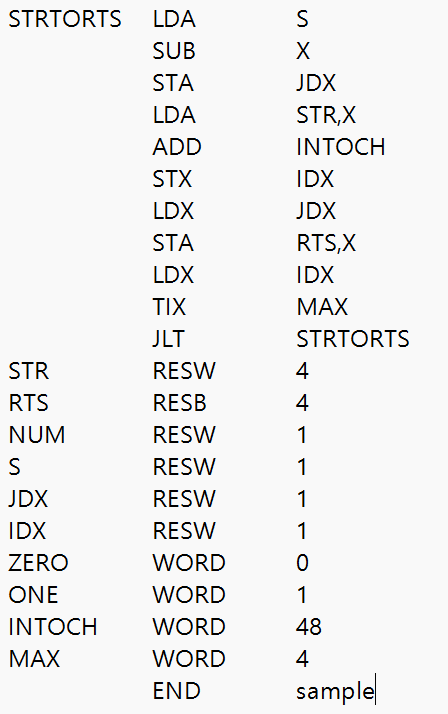 STRTORTS LDA S
SUB X
STA JDX
LDA STR,X
ADD INTOCH
STX IDX
LDX JDX
STA RTS,X
LDX IDX
TIX MAX
JLT STRTORTS
STR RESW 4
RTS RESB 4
NUM RESW 1
S RESW 1
JDX RESW 1
IDX RESW 1
ZERO WORD 0
ONE WORD 1
INTOCH WORD 48
MAX WORD 4
END sample